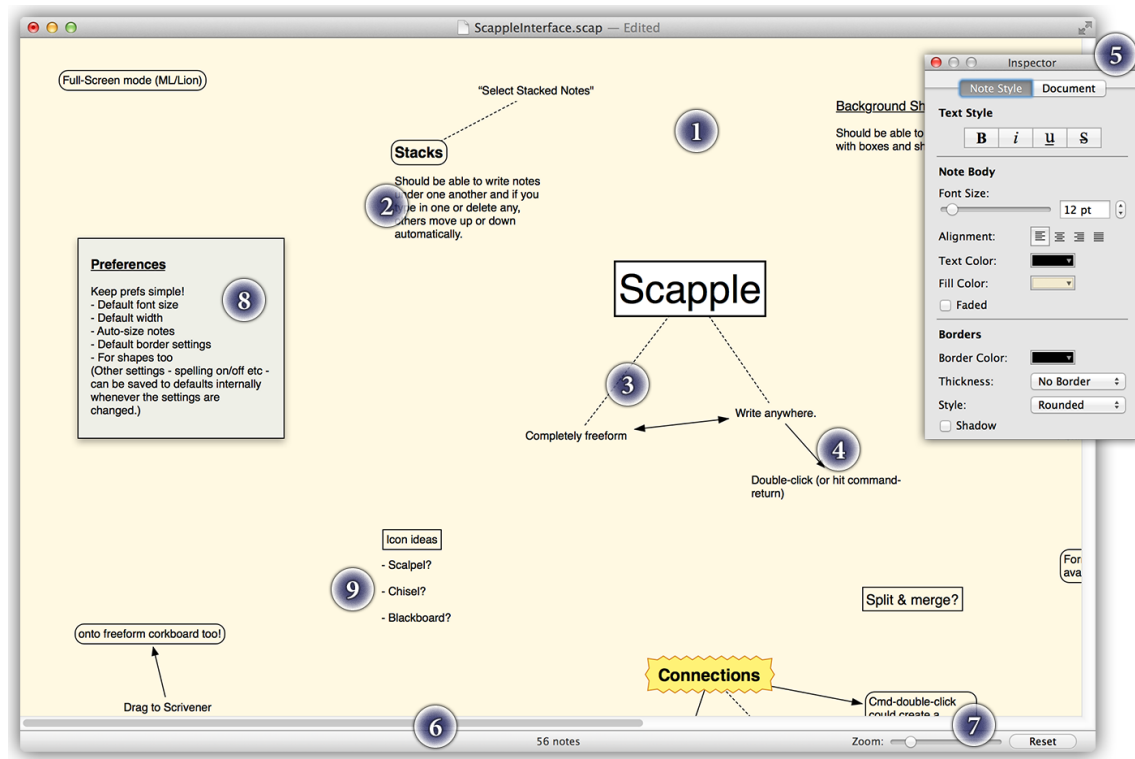 ScappleInterface.scap — Edited
5
Inspector
Full-Screen mode (ML/Lion)
"Select Stacked Notes"
1
Background Sh
Should be able to
with boxes and sh
Stacks
Should be able to write notes
under one another and if you
type in one or delete any,
others move up or down
automatically.
2
Note Style
Document
Text Style
B i u S
Note Body
Font Size:
12 pt
Alignment:
Text Color:
Fill Color:
Faded
Borders
Border Color:
Thickness:
No Border
Style:
Rounded
Shadow
Preferences
Keep prefs simple!
- Default font size
- Default width
- Auto-size notes
- Default border settings
- For shapes too
(Other settings - spelling on/off etc -
can be saved to defaults internally
whenever the settings are
changed.)
8
Scapple
3
Completely freeform
Write anywhere.
4
Double-click (or hit command-
return)
Icon ideas
- Scalpel?
- Chisel?
- Blackboard?
9
For
ava
Split & merge?
onto freeform corkboard too!
Drag to Scrivener
Connections
Cmd-double-click
could create a
6
7
56 notes
Zoom:
Reset